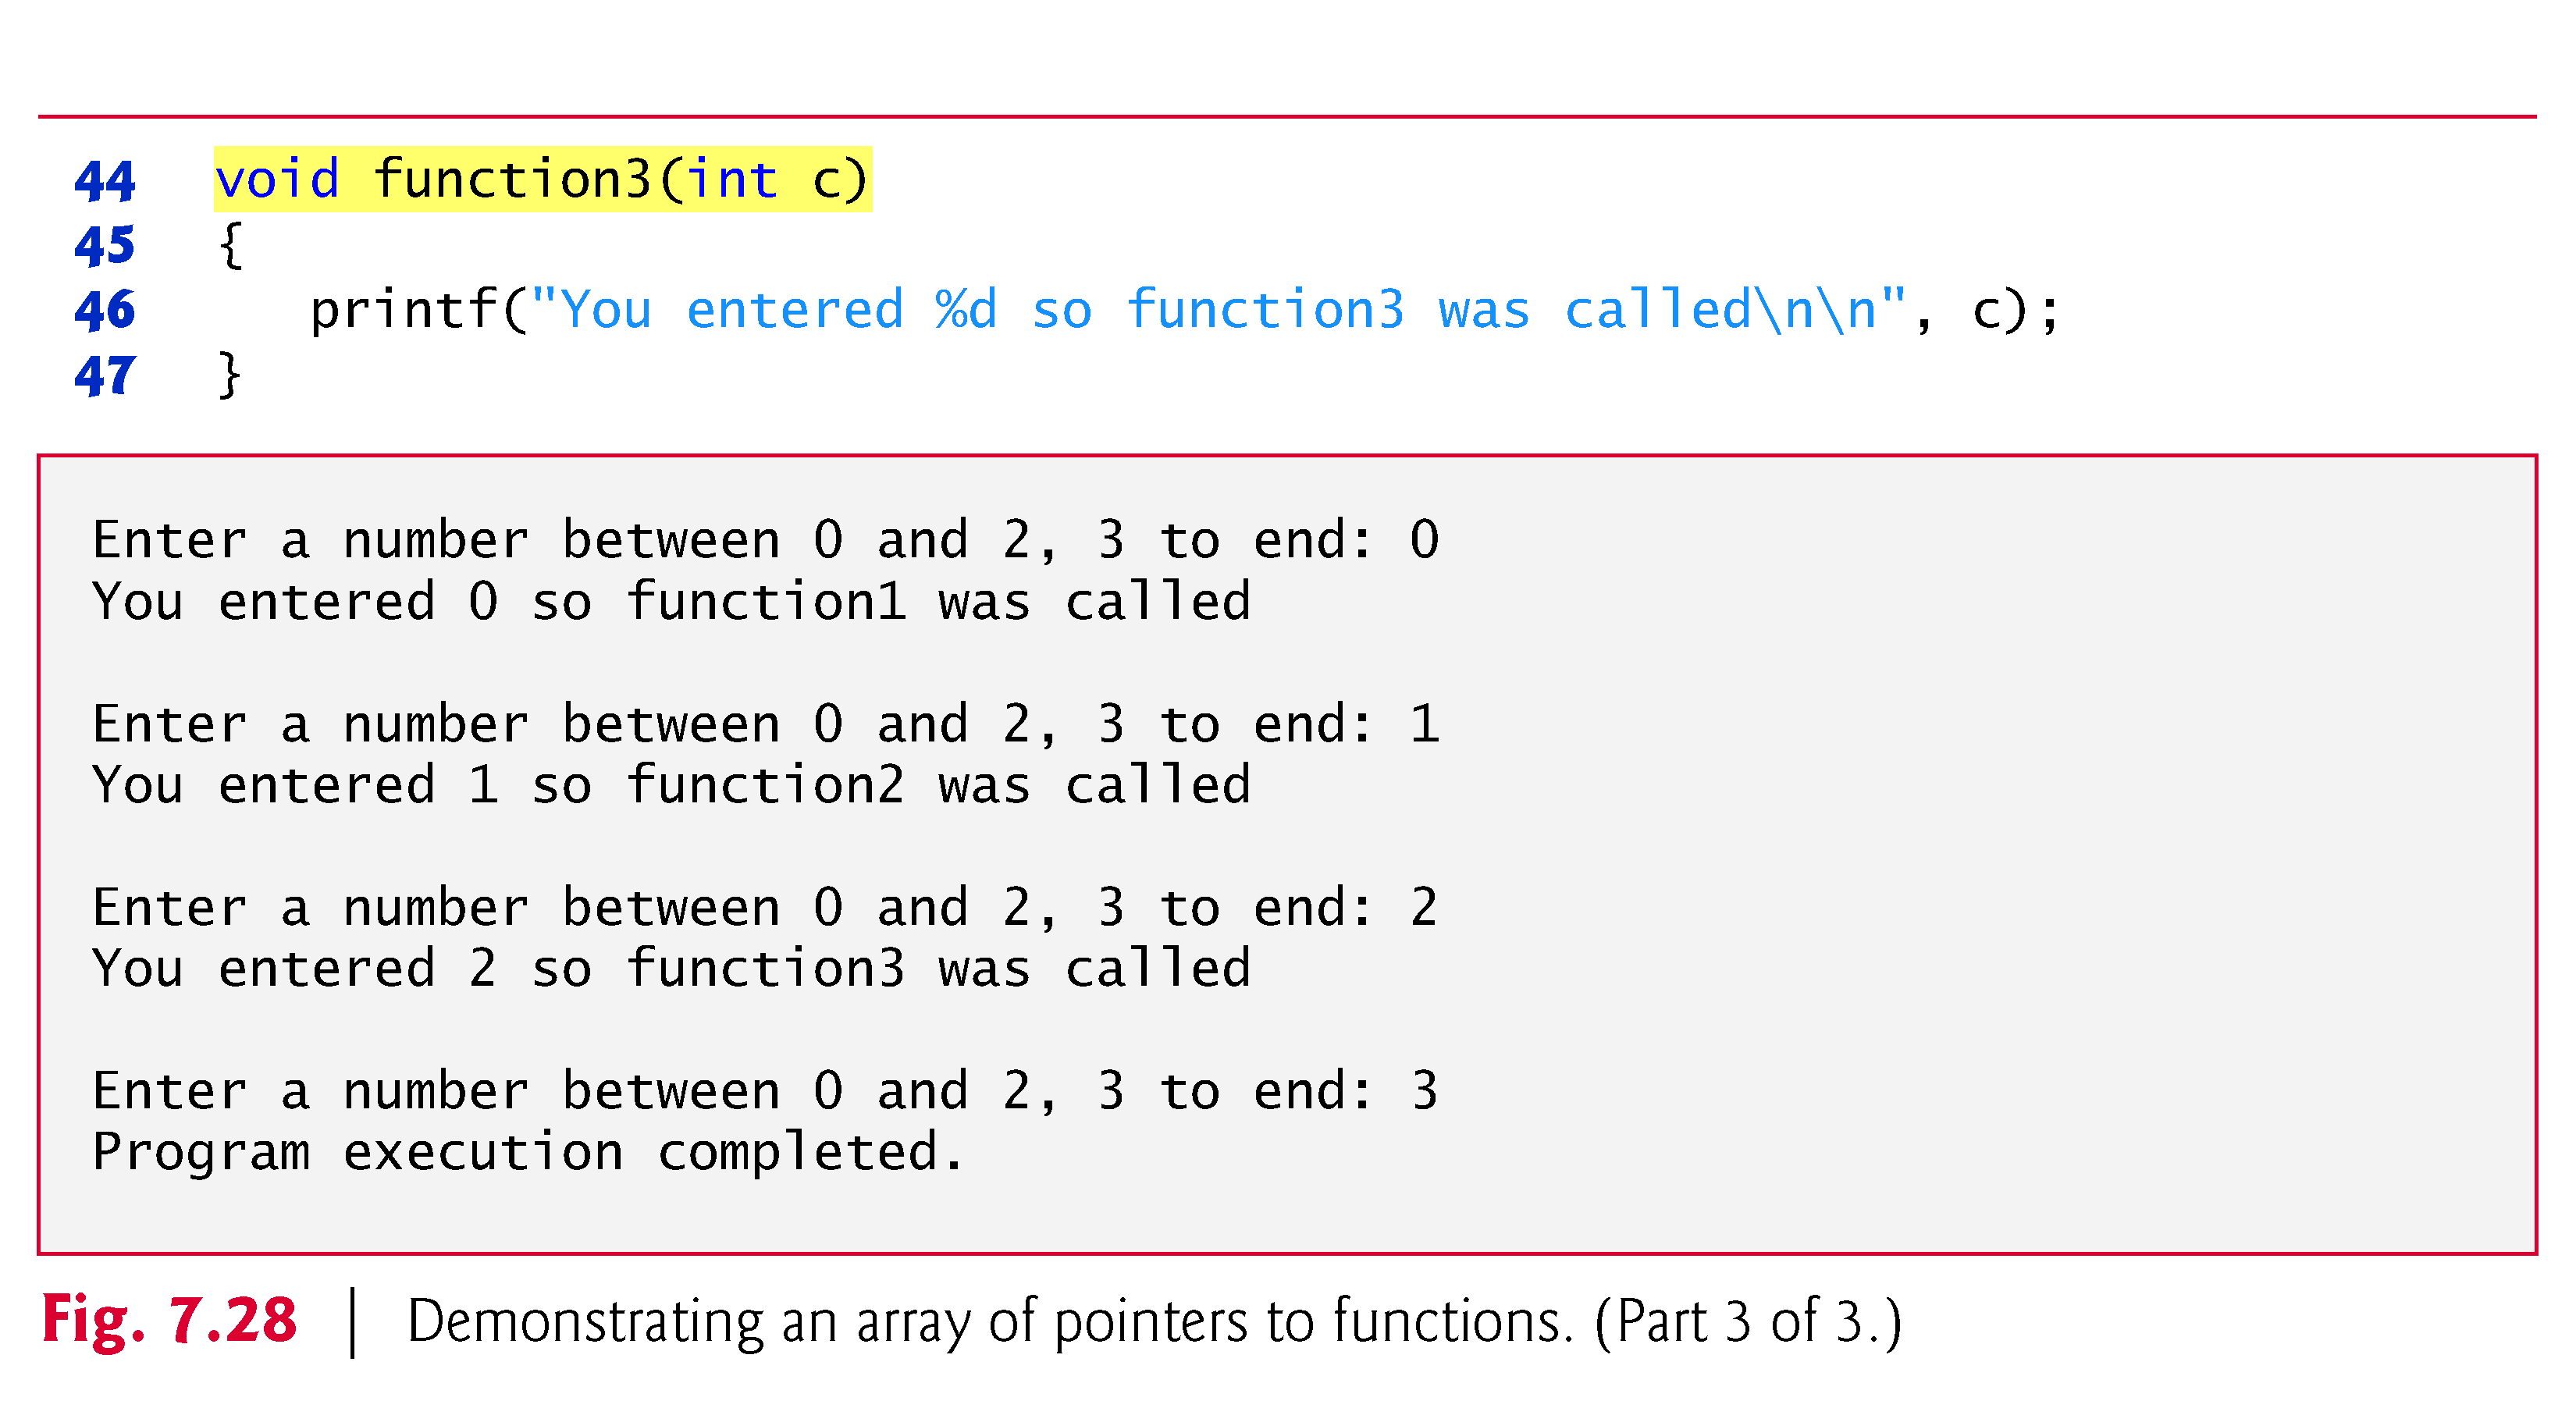 44 void function3(int c)
45 {
46 printf("You entered %d so function3 was called\n\n", c);
47 }
Enter a number between 0 and 2, 3 to end: 0
You entered 0 so function1 was called
Enter a number between 0 and 2, 3 to end: 1
You entered 1 so function2 was called
Enter a number between 0 and 2, 3 to end: 2
You entered 2 so function3 was called
Enter a number between 0 and 2, 3 to end: 3
Program execution completed.
Fig. 7.28 | Demonstrating an array of pointers to functions. (Part 3 of 3.)